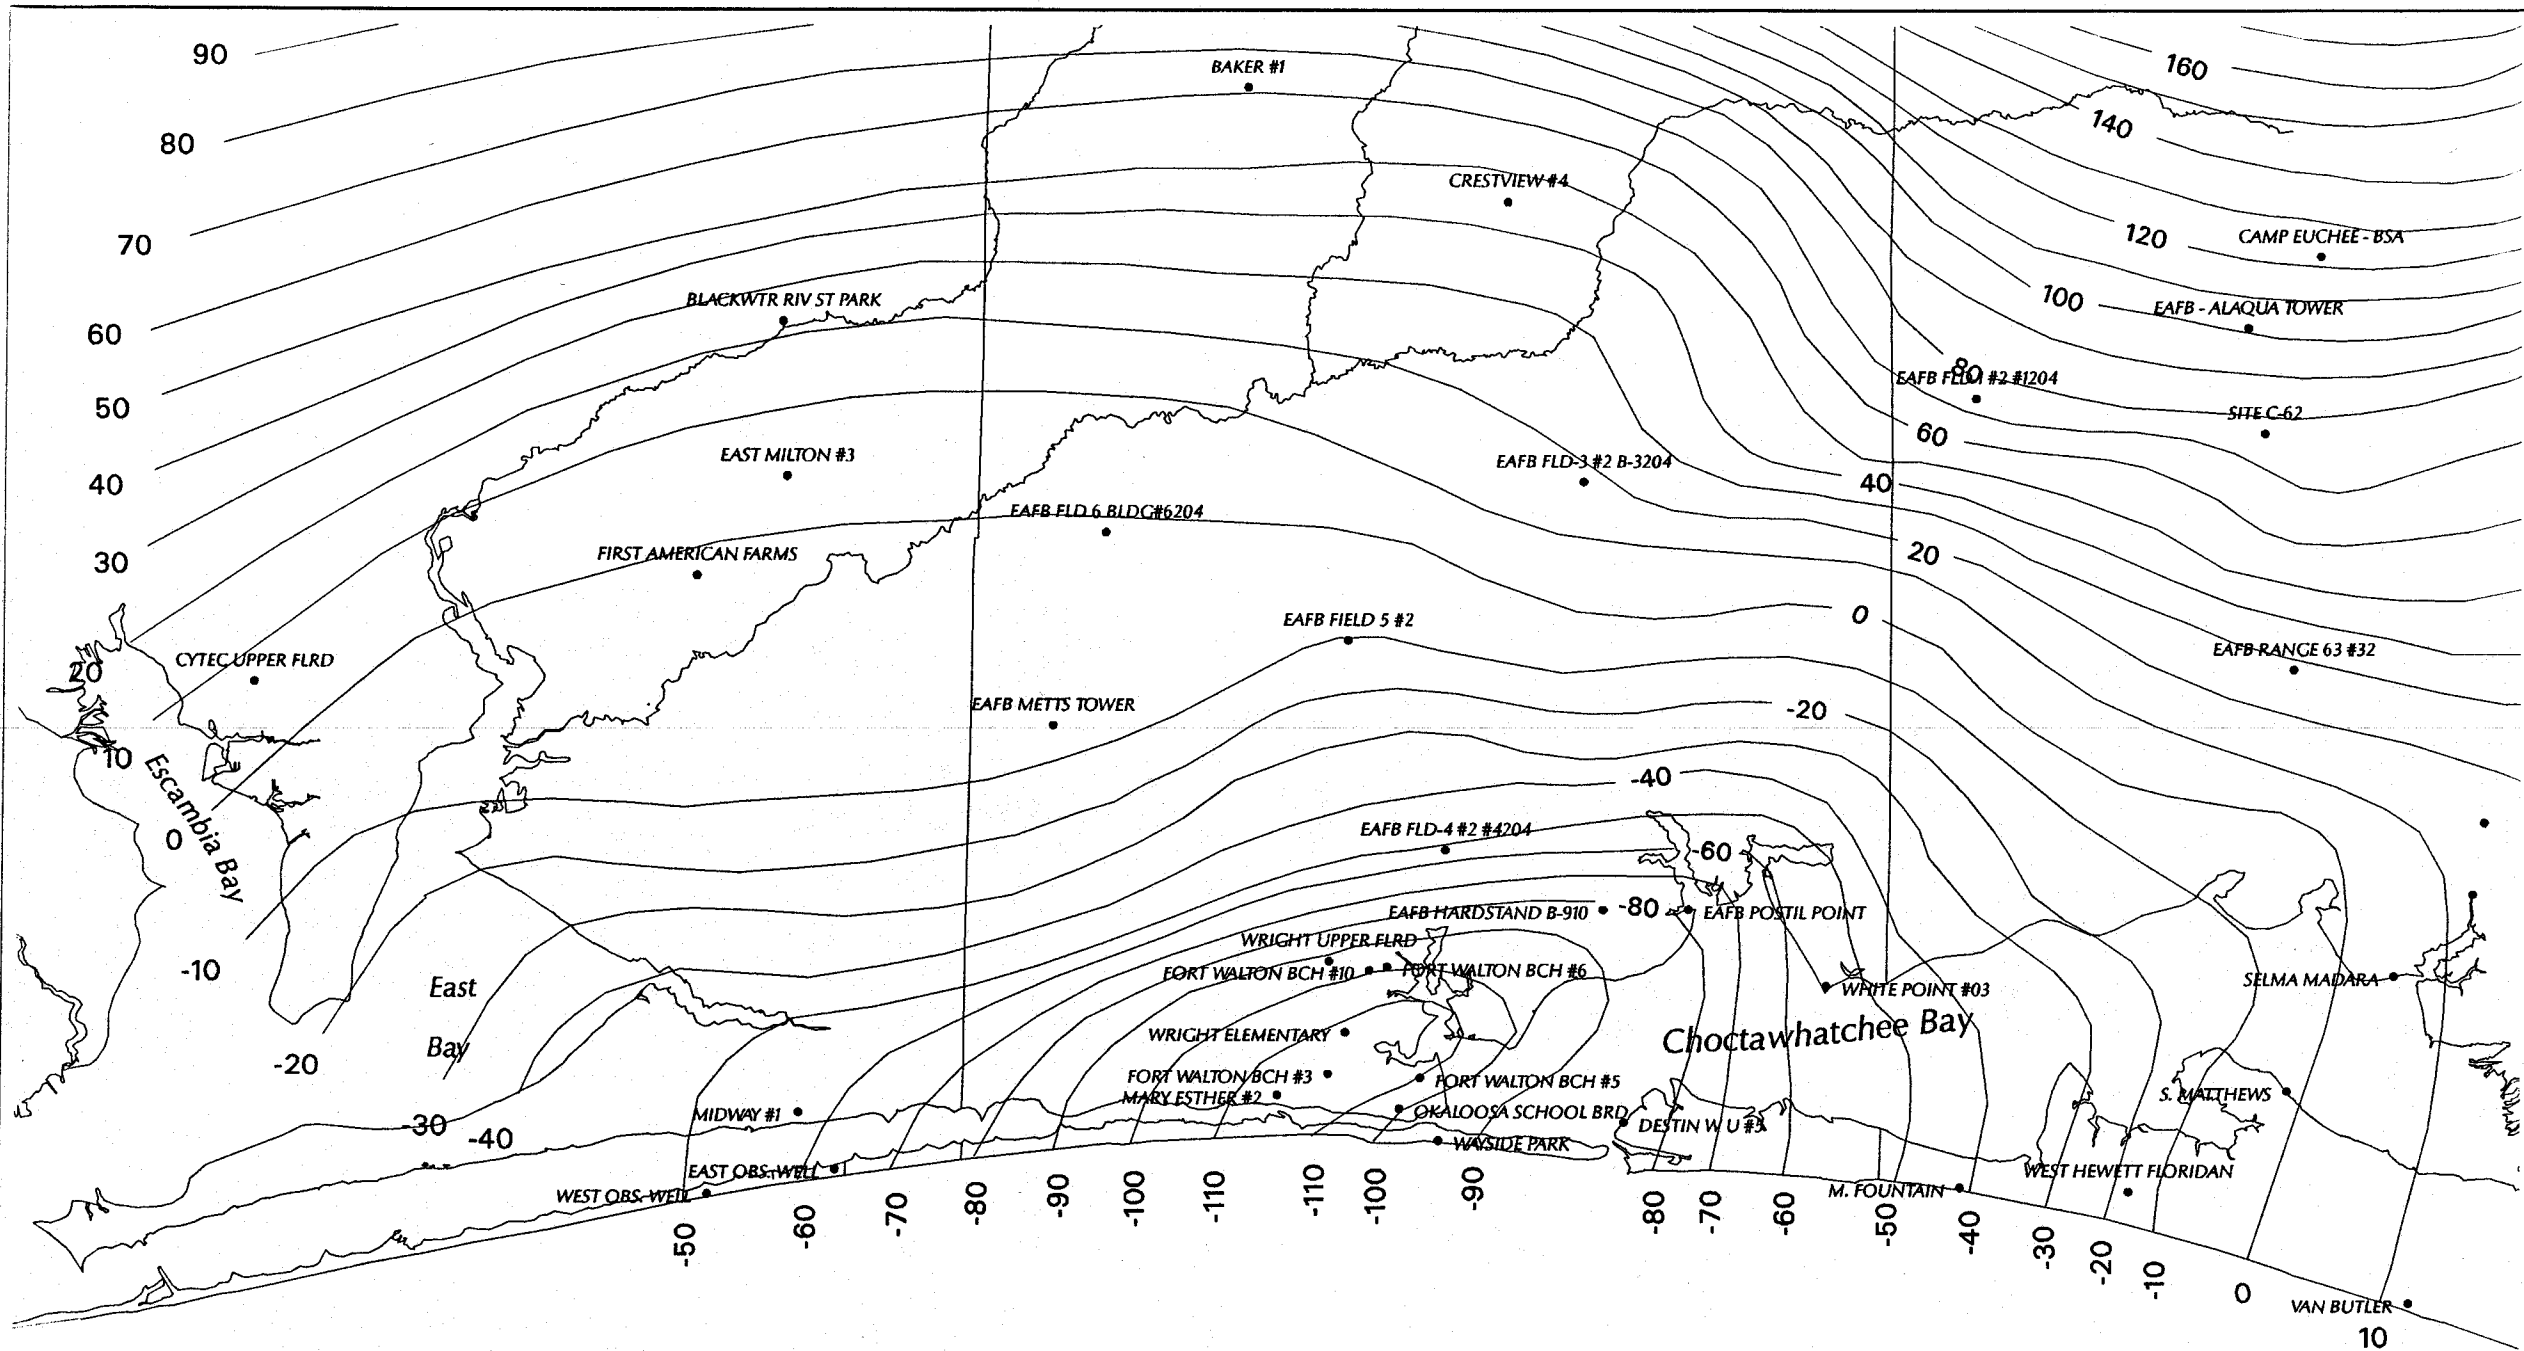 90
160
BAKER #1
80
140
CRESTVIEW #4
70
120
CAMP EUCHEE - BSA
100
BLACKWTR RIV ST PARK
EAFB - ALAQUA TOWER
60
80
EAFB FLD-1 #2 #1204
50
SITE C-62
60
EAST MILTON #3
EAFB FLD-3 #2 B-3204
40
40
EAFB FLD 6 BLDG#6204
FIRST AMERICAN FARMS
20
30
0
EAFB FIELD 5 #2
EAFB RANGE 63 #32
CYTEC UPPER FLRD
20
EAFB METTS TOWER
-20
10
Escambia Bay
-40
0
EAFB FLD-4 #2 #4204
-60
EAFB HARDSTAND B-910
-80
EAFB POSTIL POINT
WRIGHT UPPER FLRD
-10
FORT WALTON BCH #10
FORT WALTON BCH #6
SELMA MADARA
East
Bay
WHITE POINT #03
WRIGHT ELEMENTARY
Choctawhatchee Bay
-20
FORT WALTON BCH #3
FORT WALTON BCH #5
MARY ESTHER #2
S. MATTHEWS
MIDWAY #1
OKALOOSA SCHOOL BRD
-30
-40
DESTIN W U #5
WAYSIDE PARK
EAST OBS. WELL
WEST HEWETT FLORIDAN
WEST OBS. WELL
M. FOUNTAIN
-50
-60
-70
-80
-90
-100
-110
-110
-100
-90
-80
-70
-60
-50
-40
-30
-20
-10
0
VAN BUTLER
10